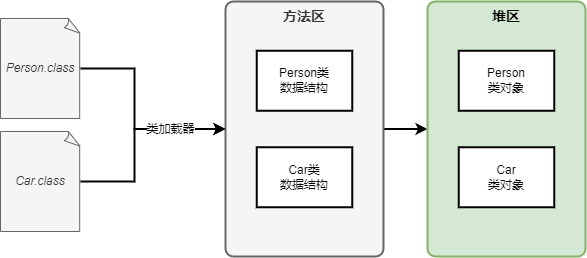 Person.class
Car.class
类加载器
方法区
Person类
数据结构
Car类
数据结构
堆区
Person
类对象
Car
类对象